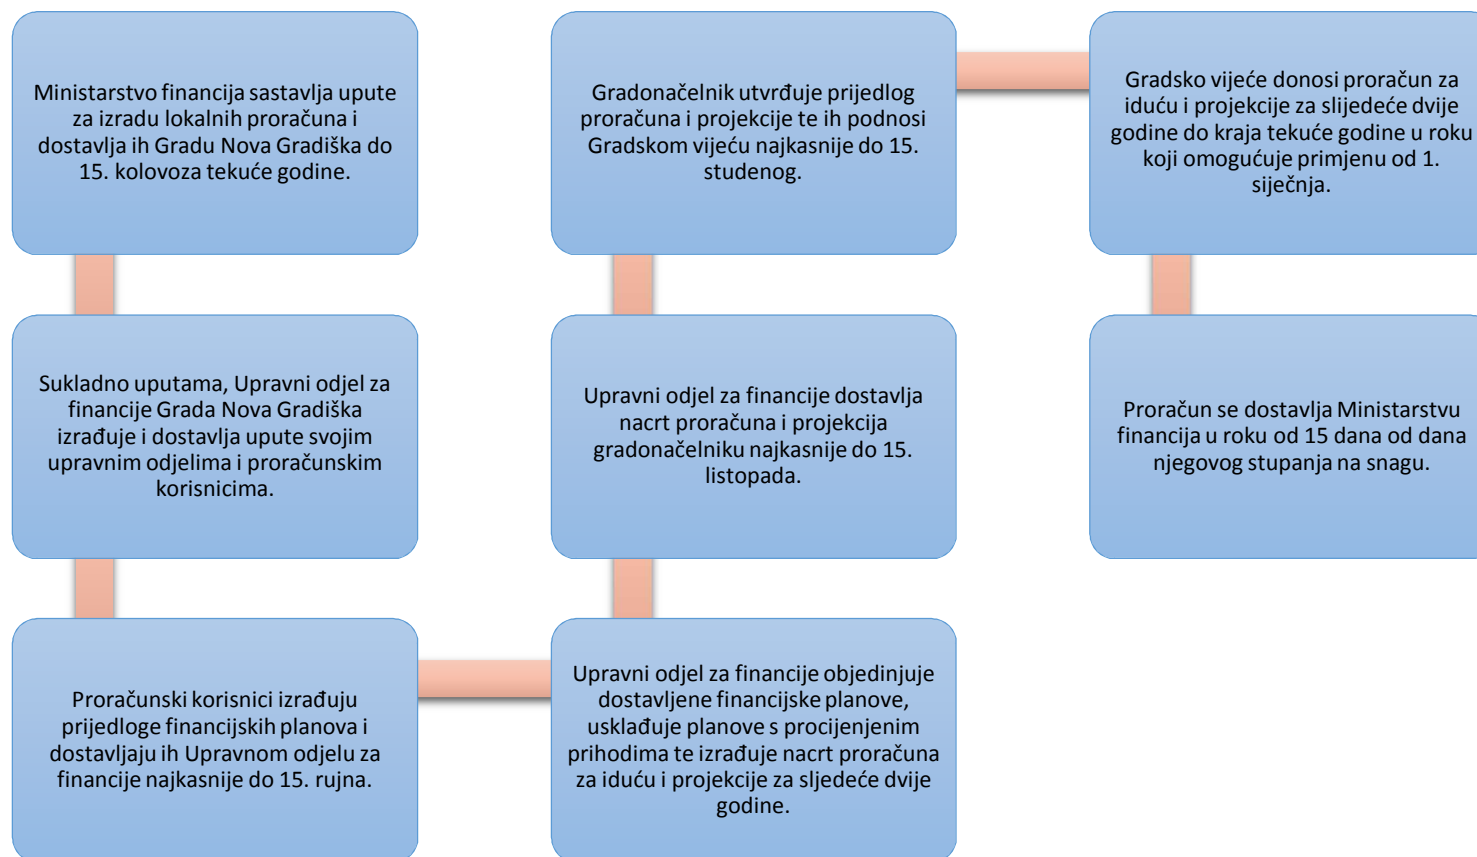 Ministarstvo financija sastavlja upute
za izradu lokalnih proračuna i
dostavlja ih Gradu Nova Gradiška do
15. kolovoza tekuće godine.
Sukladno uputama, Upravni odjel za
financije Grada Nova Gradiška
izrađuje i dostavlja upute svojim
upravnim odjelima i proračunskim
korisnicima.
Proračunski korisnici izrađuju
prijedloge financijskih planova i
dostavljaju ih Upravnom odjelu za
financije najkasnije do 15. rujna.
Upravni odjel za financije objedinjuje
dostavljene financijske planove,
usklađuje planove s procijenjenim
prihodima te izrađuje nacrt proračuna
za iduću i projekcije za sljedeće dvije
godine.
Upravni odjel za financije dostavlja
nacrt proračuna i projekcija
gradonačelniku najkasnije do 15.
listopada.
Gradonačelnik utvrđuje prijedlog
proračuna i projekcije te ih podnosi
Gradskom vijeću najkasnije do 15.
studenog.
Gradsko vijeće donosi proračun za
iduću i projekcije za slijedeće dvije
godine do kraja tekuće godine u roku
koji omogućuje primjenu od 1.
siječnja.
Proračun se dostavlja Ministarstvu
financija u roku od 15 dana od dana
njegovog stupanja na snagu.